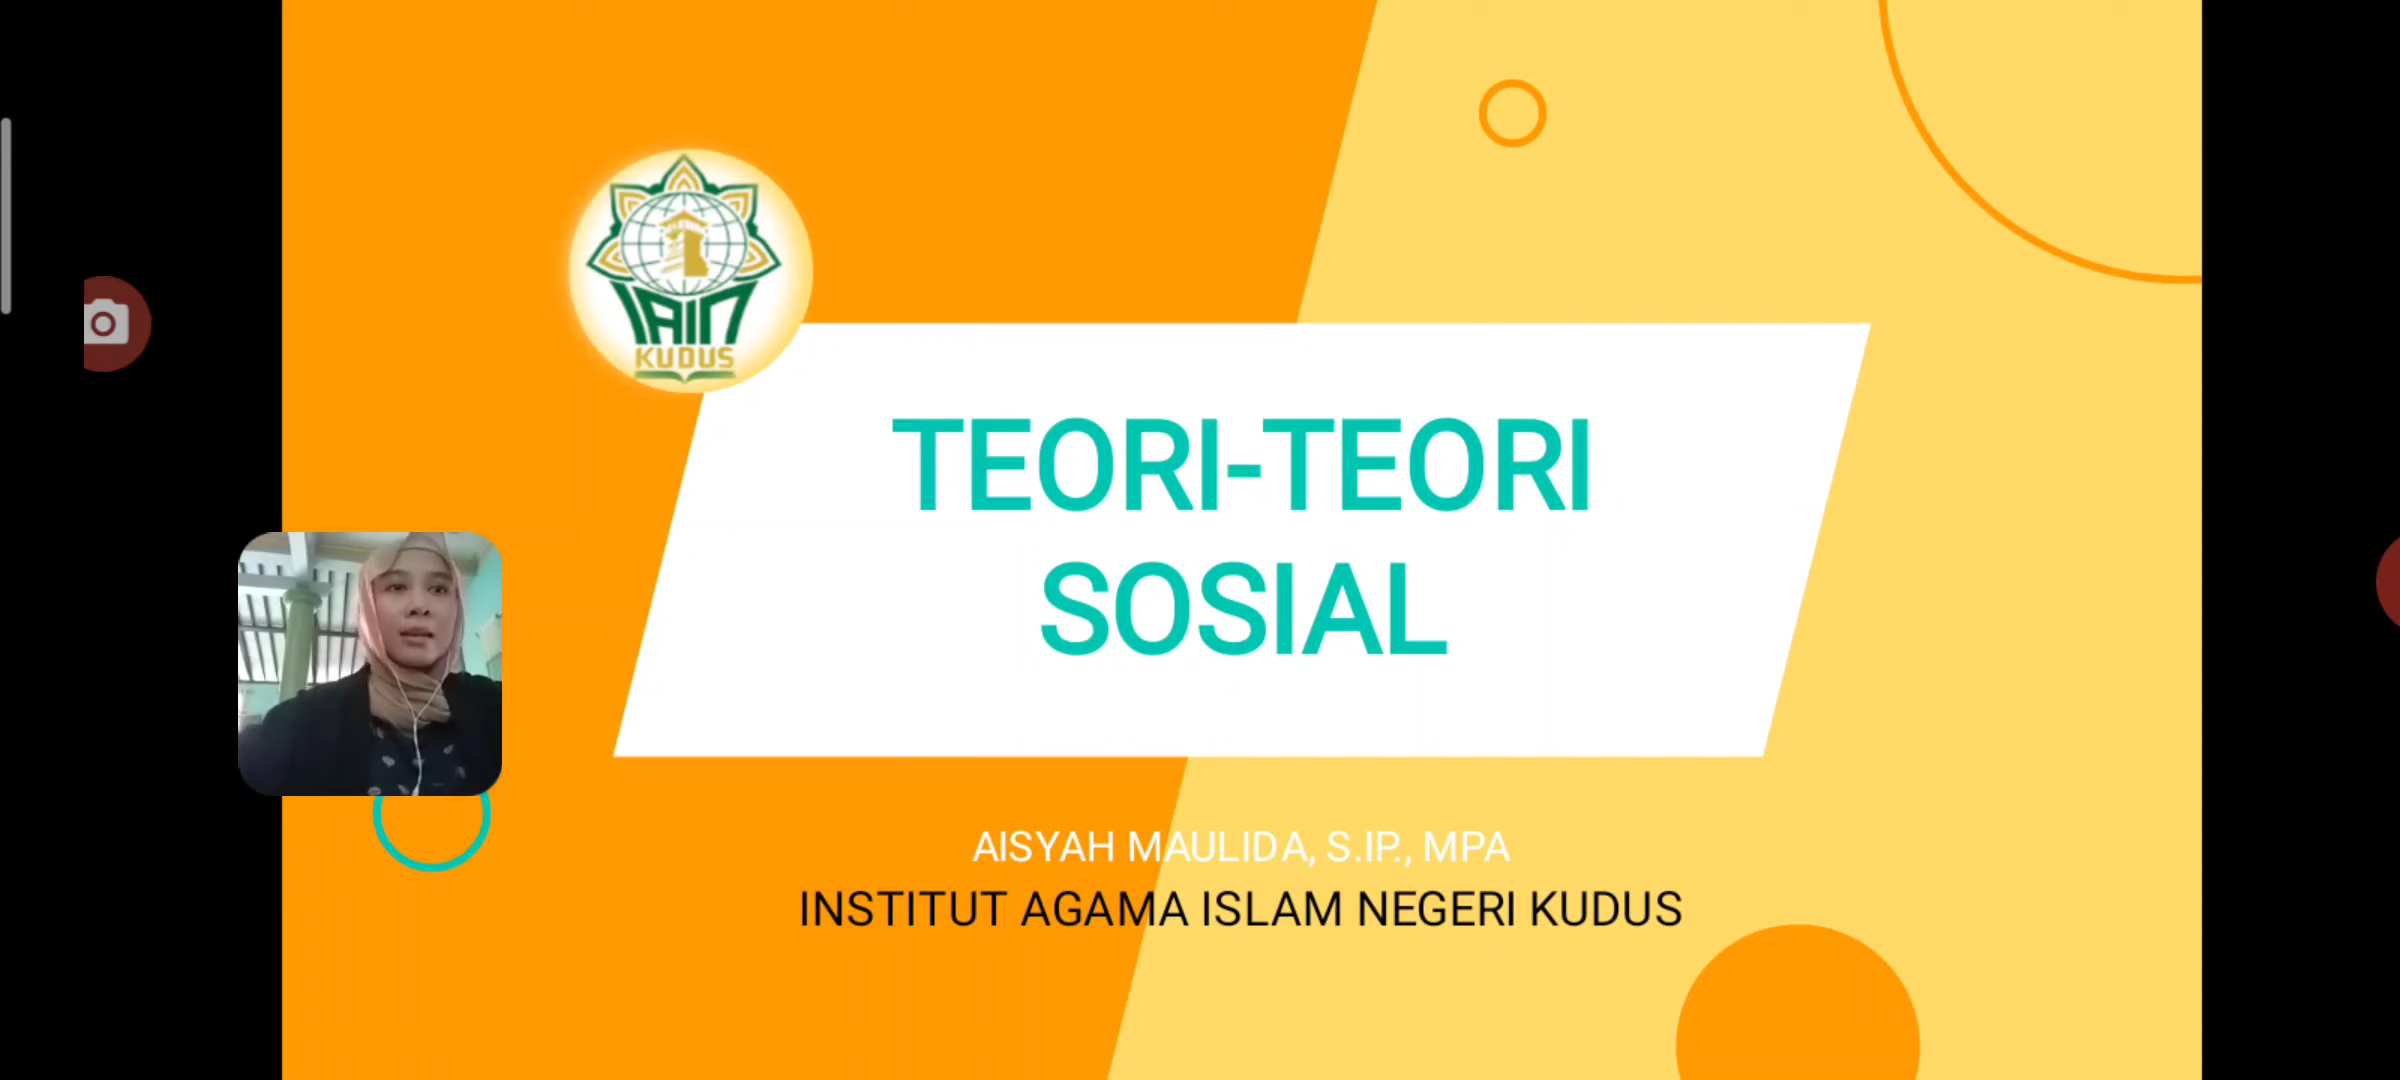 IAIN
KUDUS
TEORI-TEORI
SOSIAL
AISYAH MAULIDA, S.IP., MPA
INSTITUT AGAMA ISLAM NEGERI KUDUS